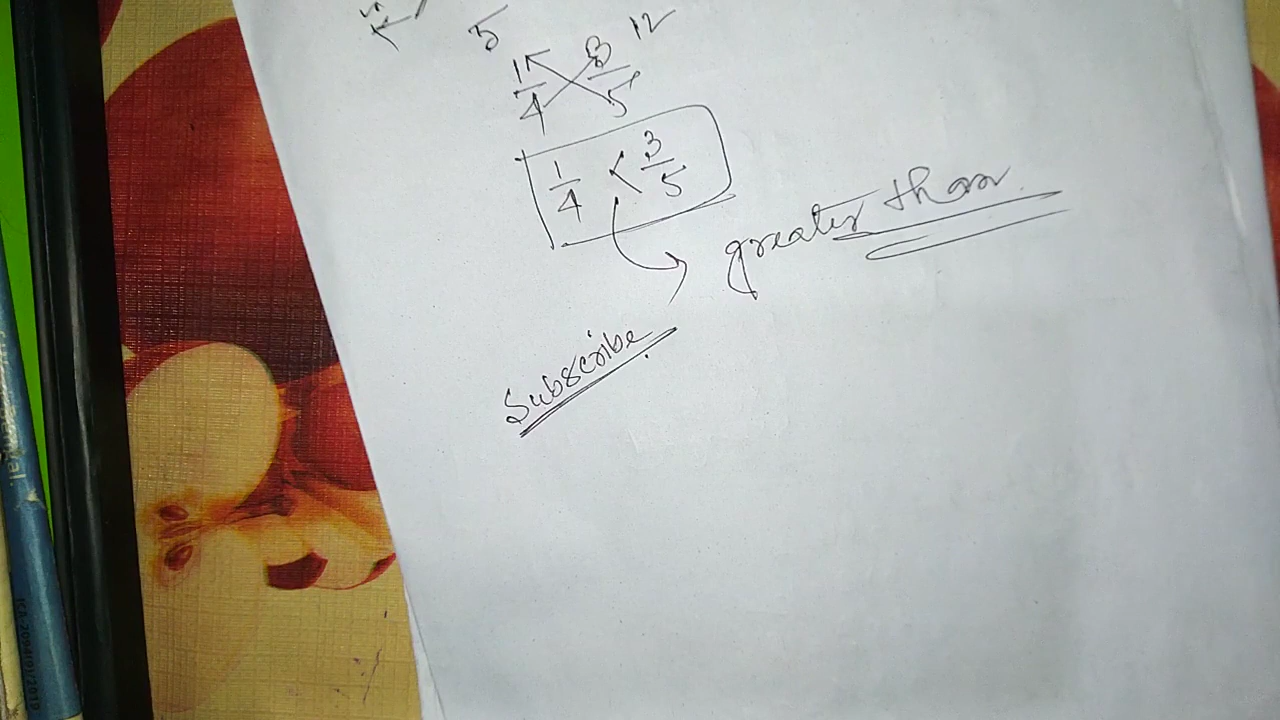 5
1/4 3/5 12
1/4 < 3/5
greater than
Subscribe